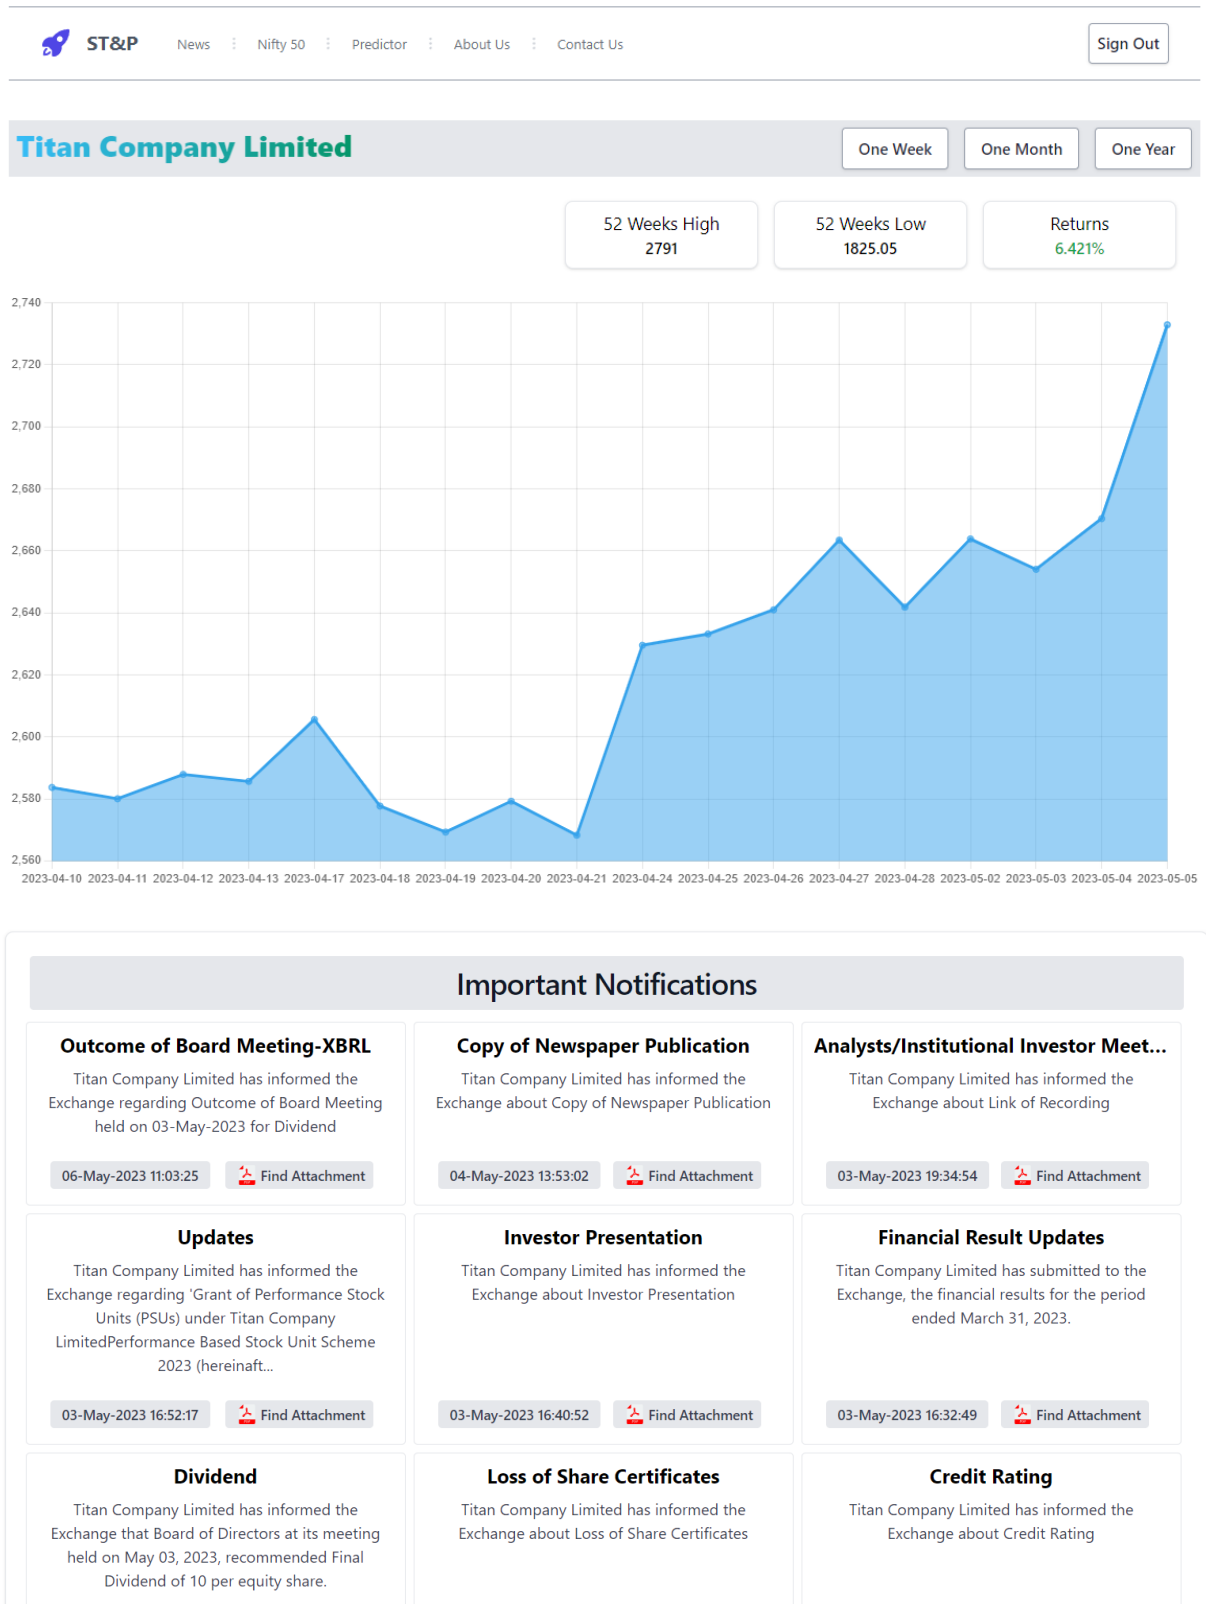 ST&P
News
Nifty 50
Predictor
About Us
Contact Us
Sign Out
Titan Company Limited
One Week
One Month
One Year
52 Weeks High
2791
52 Weeks Low
1825.05
Returns
6.421%
2,740
2,720
2,700
2,680
2,660
2,640
2,620
2,600
2,580
2,560
2023-04-10 2023-04-11 2023-04-12 2023-04-13 2023-04-17 2023-04-18 2023-04-19 2023-04-20 2023-04-21 2023-04-24 2023-04-25 2023-04-26 2023-04-27 2023-04-28 2023-05-02 2023-05-03 2023-05-04 2023-05-05
Important Notifications
Outcome of Board Meeting-XBRL
Titan Company Limited has informed the
Exchange regarding Outcome of Board Meeting
held on 03-May-2023 for Dividend
06-May-2023 11:03:25
Find Attachment
Copy of Newspaper Publication
Titan Company Limited has informed the
Exchange about Copy of Newspaper Publication
04-May-2023 13:53:02
Find Attachment
Analysts/Institutional Investor Meet...
Titan Company Limited has informed the
Exchange about Link of Recording
03-May-2023 19:34:54
Find Attachment
Updates
Titan Company Limited has informed the
Exchange regarding 'Grant of Performance Stock
Units (PSUs) under Titan Company
LimitedPerformance Based Stock Unit Scheme
2023 (hereinaft...
03-May-2023 16:52:17
Find Attachment
Investor Presentation
Titan Company Limited has informed the
Exchange about Investor Presentation
03-May-2023 16:40:52
Find Attachment
Financial Result Updates
Titan Company Limited has submitted to the
Exchange, the financial results for the period
ended March 31, 2023.
03-May-2023 16:32:49
Find Attachment
Dividend
Titan Company Limited has informed the
Exchange that Board of Directors at its meeting
held on May 03, 2023, recommended Final
Dividend of 10 per equity share.
Loss of Share Certificates
Titan Company Limited has informed the
Exchange about Loss of Share Certificates
Credit Rating
Titan Company Limited has informed the
Exchange about Credit Rating